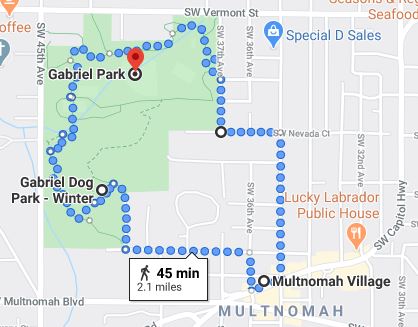 SW Vermont St
Seasons & Re
Seafoo
offee
SW 45th Ave
SW 37th Ave
SW 36th Ave
Special D Sales
Gabriel Park
SW Nevada Ct
SW 32nd Ave
Gabriel Dog
Park - Winter
SW 36th Ave
Lucky Labrador
Public House
SW Capitol Hwy
45 min
2.1 miles
Multnomah Village
V Multnomah Blvd
MULTNOMAH